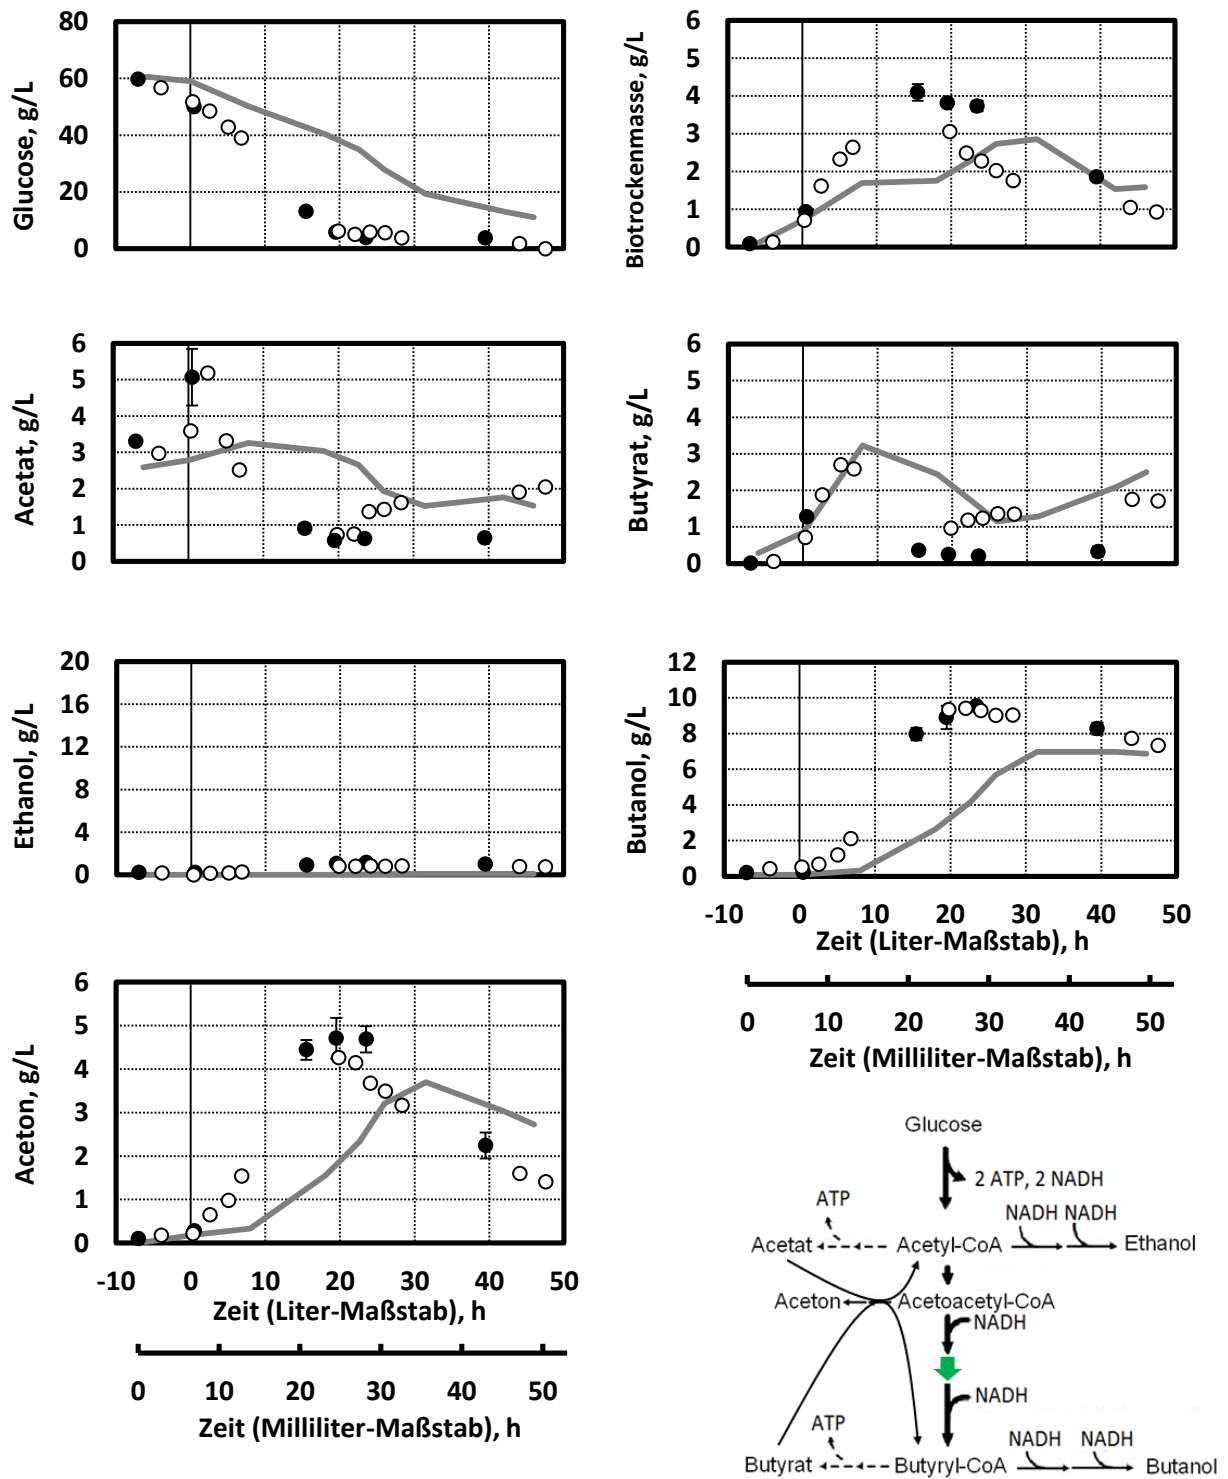 Glucose, g/L
80
60
40
20
0
Biotrockenmasse, g/L
6
5
4
3
2
1
0
Acetat, g/L
6
5
4
3
2
1
0
Butyrat, g/L
6
5
4
3
2
1
0
Ethanol, g/L
20
16
12
8
4
0
Butanol, g/L
12
10
8
6
4
2
0
-10 0 10 20 30 40 50
Zeit (Liter-Maßstab), h
0 10 20 30 40 50
Zeit (Milliliter-Maßstab), h
Aceton, g/L
6
5
4
3
2
1
0
-10 0 10 20 30 40 50
Zeit (Liter-Maßstab), h
0 10 20 30 40 50
Zeit (Milliliter-Maßstab), h
Glucose
2 ATP, 2 NADH
ATP NADH NADH
Acetat Acetyl-CoA Ethanol
Aceton Acetoacetyl-CoA
NADH
NADH
ATP NADH NADH
Butyrat Butyryl-CoA Butanol